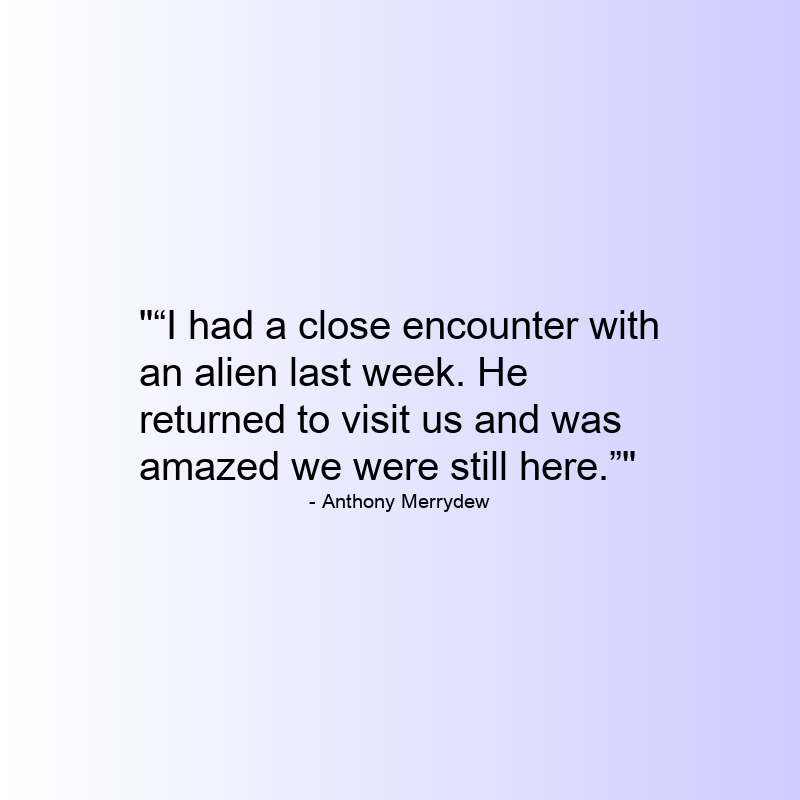 "“I had a close encounter with
an alien last week. He
returned to visit us and was
amazed we were still here.”"
- Anthony Merrydew